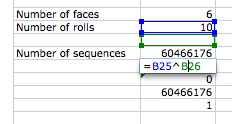 Number of faces 6
Number of rolls 10
Number of sequences 60466176
=B25^B26
0
60466176
1